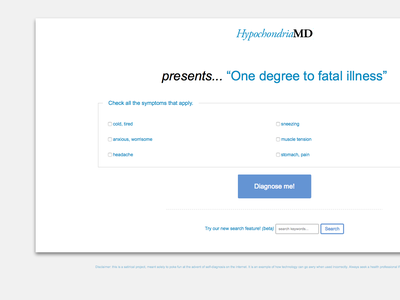 HypochondriaMD
presents... “One degree to fatal illness”
Check all the symptoms that apply.
cold, tired
sneezing
anxious, worrisome
muscle tension
headache
stomach, pain
Diagnose me!
Try our new search feature! (beta) search keywords... Search